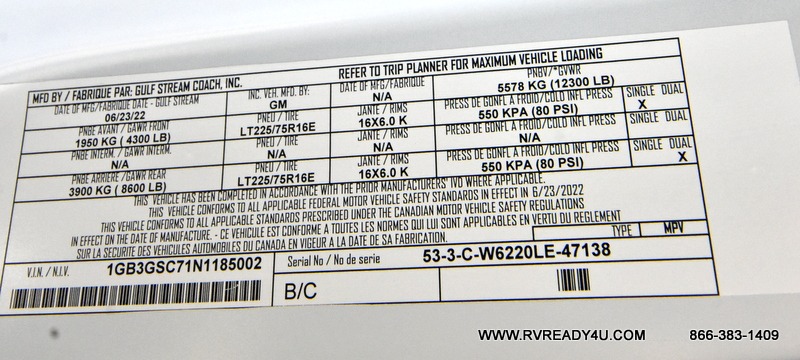 MFD BY / FABRIQUE PAR: GULF STREAM COACH, INC. REFER TO TRIP PLANNER FOR MAXIMUM VEHICLE LOADING
DATE OF MFG/FABRIQUE DATE - GULF STREAM INC. VEH. MFD. BY: DATE OF MFG/FABRIQUE PNBV/*GVWR
06/23/22 GM N/A 5578 KG (12300 LB)
PNBE AVANT / GAWR FRONT PNEU / TIRE JANTE / RIMS PRESS DE GONFL A FROID/COLD INFL PRESS SINGLE DUAL
1950 KG ( 4300 LB) LT225/75R16E 16X6.0 K 550 KPA (80 PSI) X
PNBE INTERM. / GAWR INTERM. PNEU / TIRE JANTE / RIMS PRESS DE GONFL A FROID/COLD INFL PRESS SINGLE DUAL
N/A N/A N/A N/A
PNBE ARRIERE / GAWR REAR PNEU / TIRE JANTE / RIMS PRESS DE GONFL A FROID/COLD INFL PRESS SINGLE DUAL
3900 KG ( 8600 LB) LT225/75R16E 16X6.0 K 550 KPA (80 PSI) X
THIS VEHICLE HAS BEEN COMPLETED IN ACCORDANCE WITH THE PRIOR MANUFACTURERS' IVD WHERE APPLICABLE.
THIS VEHICLE CONFORMS TO ALL APPLICABLE FEDERAL MOTOR VEHICLE SAFETY STANDARDS IN EFFECT IN 6/23/2022
THIS VEHICLE CONFORMS TO ALL APPLICABLE STANDARDS PRESCRIBED UNDER THE CANADIAN MOTOR VEHICLE SAFETY REGULATIONS
IN EFFECT ON THE DATE OF MANUFACTURE. - CE VEHICULE EST CONFORME A TOUTES LES NORMES QUI LUI SONT APPLICABLES EN VERTU DU REGLEMENT
SUR LA SECURITE DES VEHICULES AUTOMOBILES DU CANADA EN VIGEUR A LA DATE DE SA FABRICATION. TYPE MPV
V.I.N. / N.I.V. 1GB3GSC71N1185002 Serial No / No de serie 53-3-C-W6220LE-47138
B/C
WWW.RVREADY4U.COM 866-383-1409